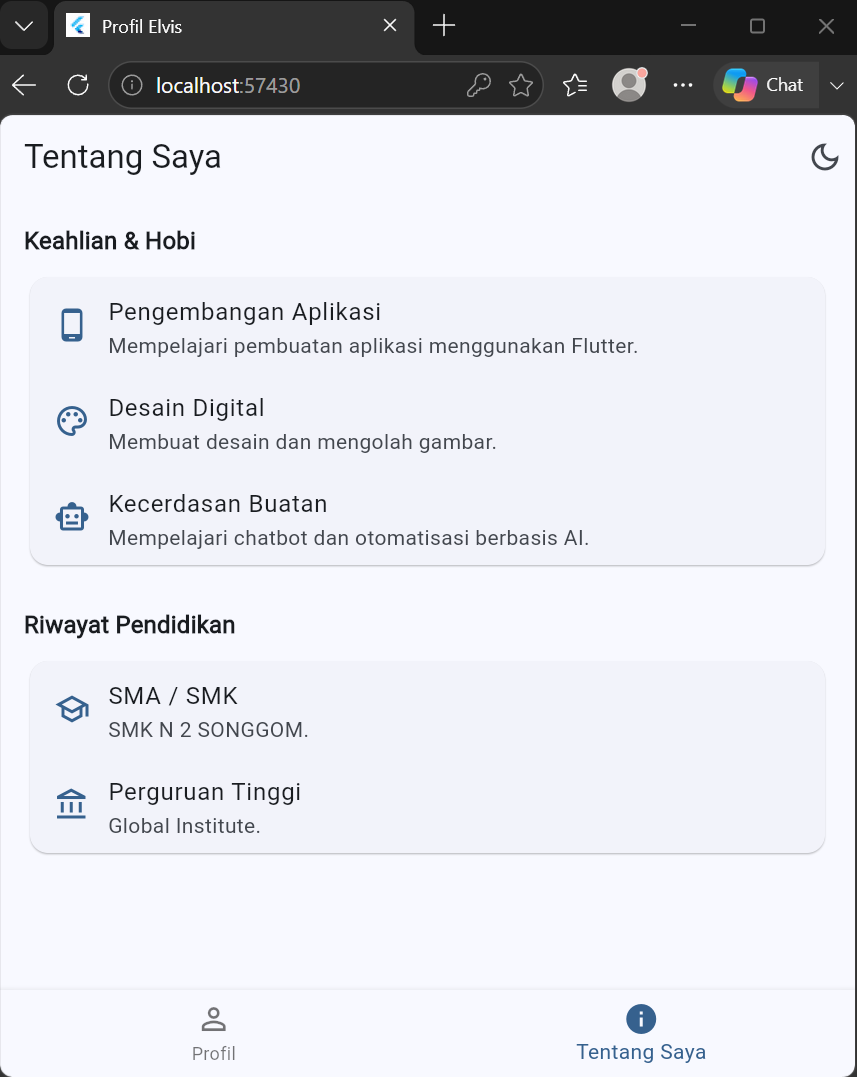 Profil Elvis
localhost:57430
Chat
Tentang Saya
Keahlian & Hobi
Pengembangan Aplikasi
Mempelajari pembuatan aplikasi menggunakan Flutter.
Desain Digital
Membuat desain dan mengolah gambar.
Kecerdasan Buatan
Mempelajari chatbot dan otomatisasi berbasis AI.
Riwayat Pendidikan
SMA / SMK
SMK N 2 SONGGOM.
Perguruan Tinggi
Global Institute.
Profil
Tentang Saya